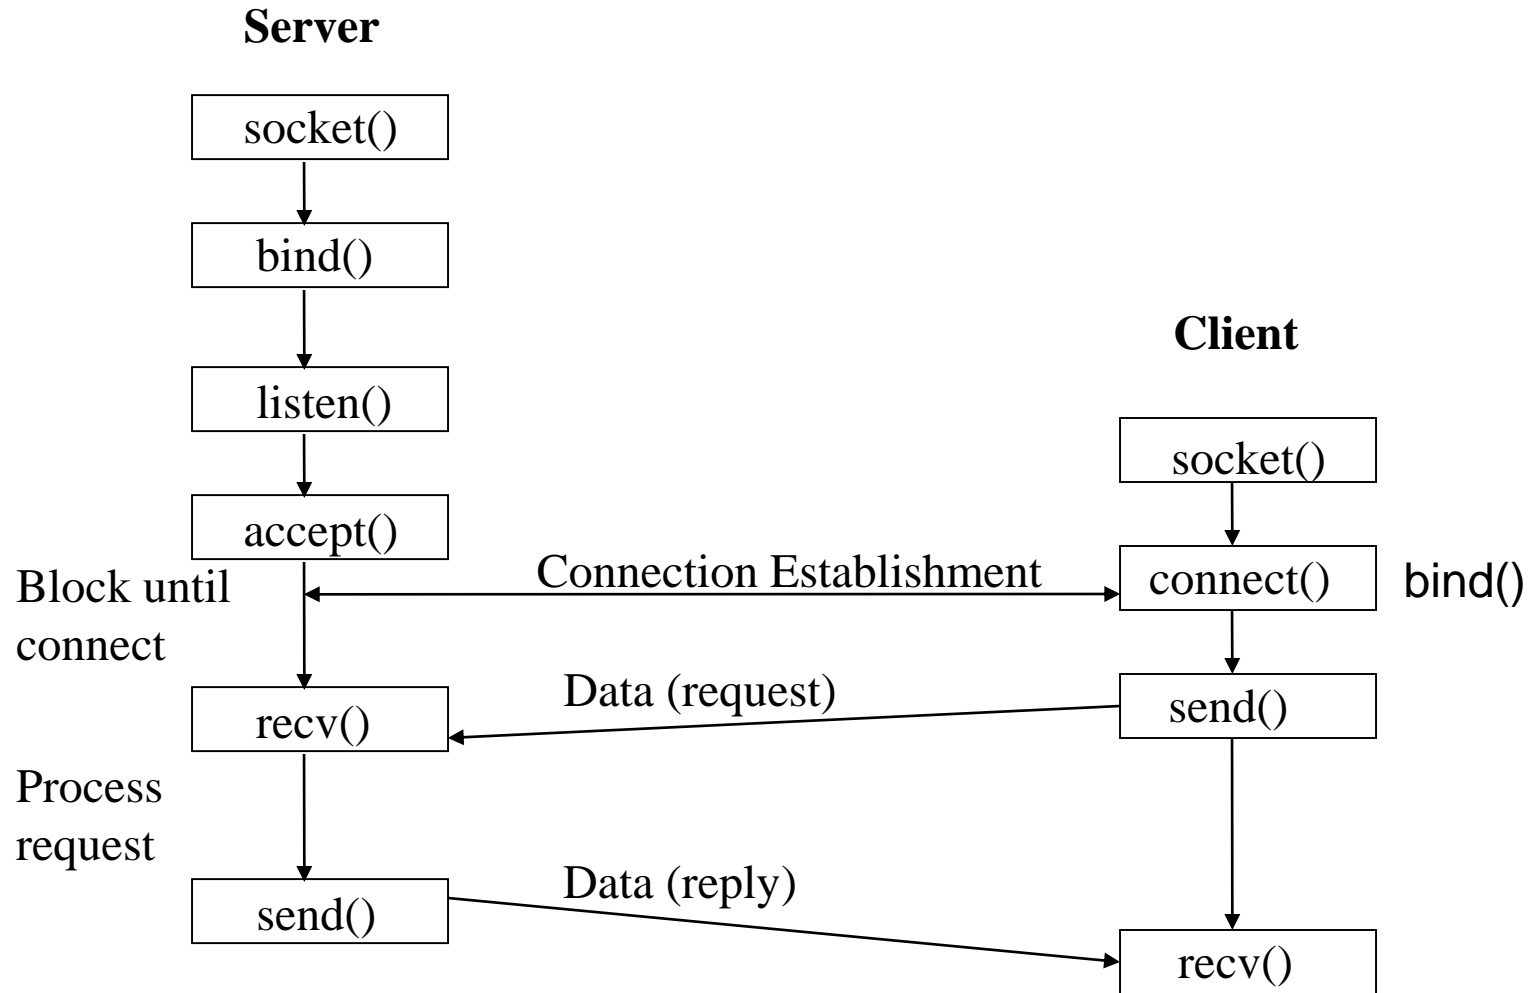 Server
socket()
bind()
listen()
accept()
Block until
connect
recv()
Process
request
send()
Connection Establishment
Data (request)
Data (reply)
Client
socket()
connect()
bind()
send()
recv()